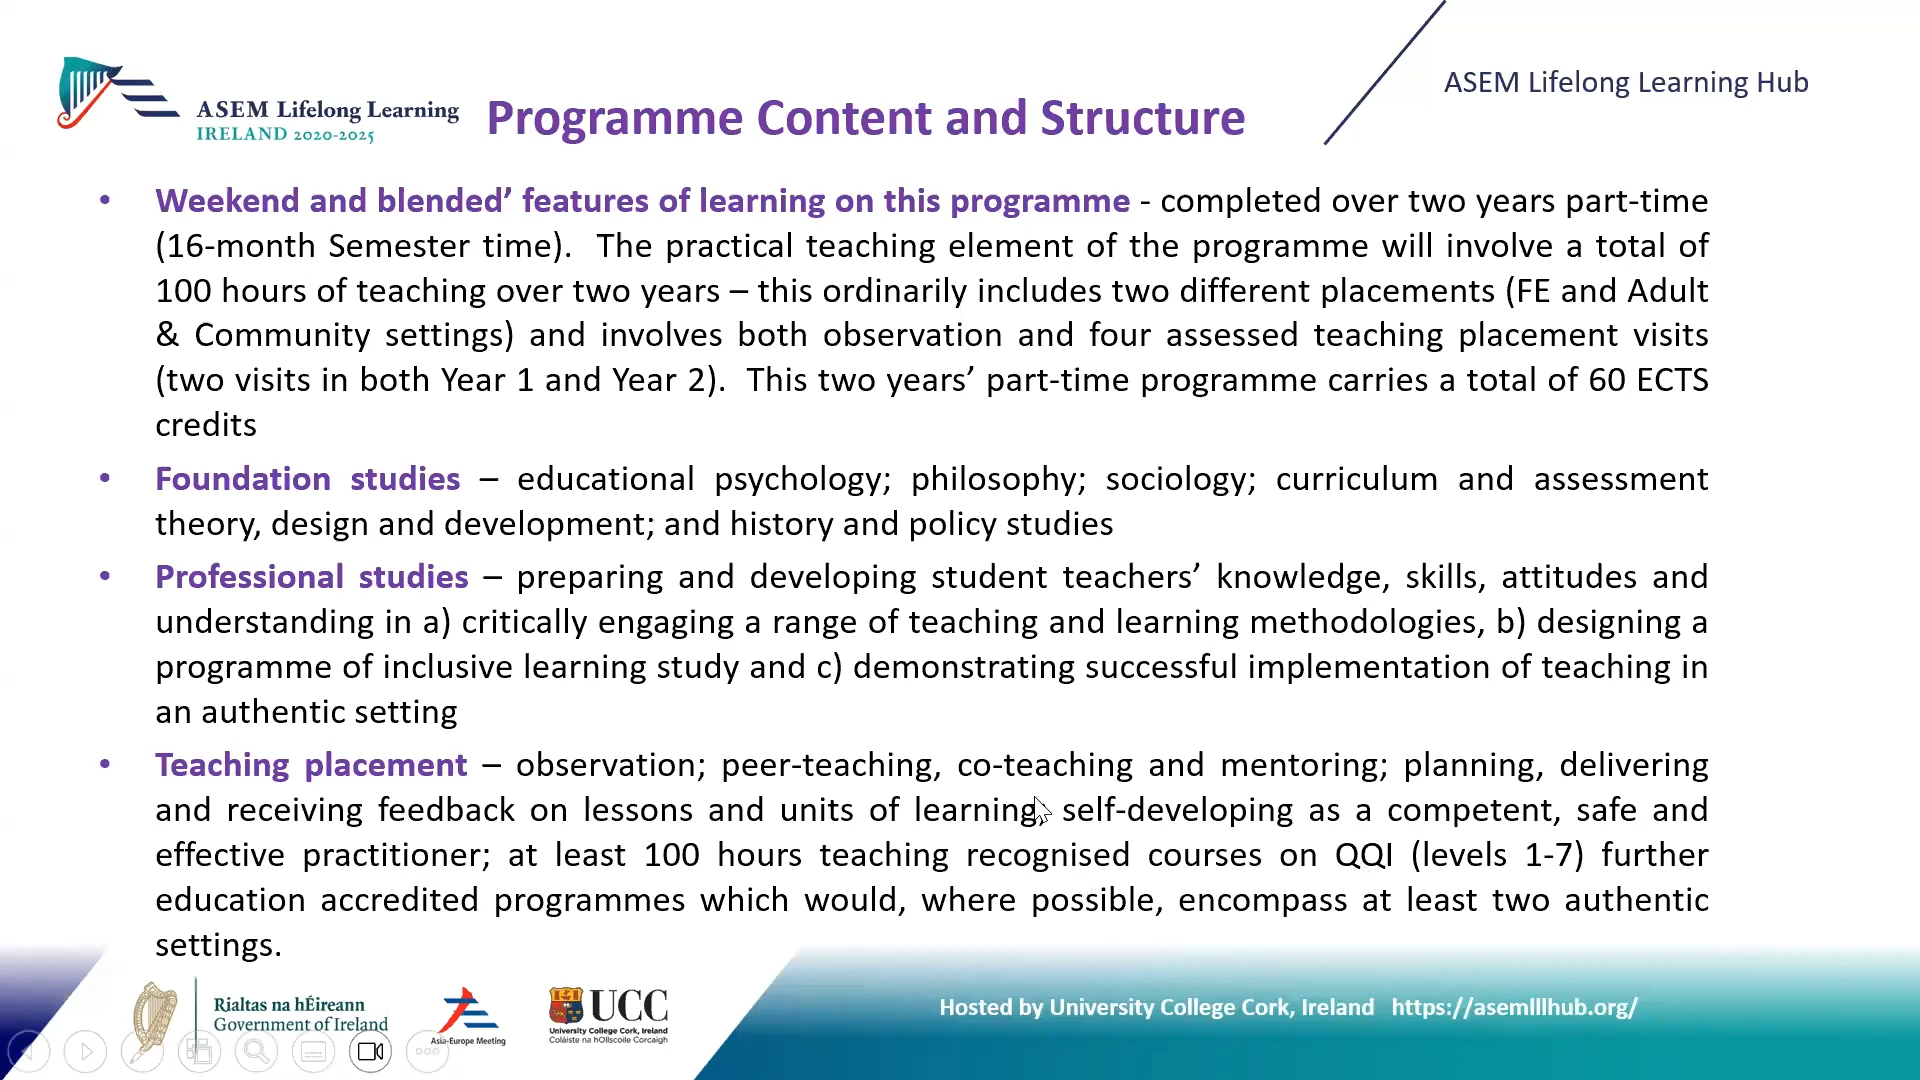 ASEM Lifelong Learning Hub
ASEM Lifelong Learning
IRELAND 2020-2025
Programme Content and Structure
• Weekend and blended’ features of learning on this programme - completed over two years part-time
(16-month Semester time). The practical teaching element of the programme will involve a total of
100 hours of teaching over two years – this ordinarily includes two different placements (FE and Adult
& Community settings) and involves both observation and four assessed teaching placement visits
(two visits in both Year 1 and Year 2). This two years’ part-time programme carries a total of 60 ECTS
credits
• Foundation studies – educational psychology; philosophy; sociology; curriculum and assessment
theory, design and development; and history and policy studies
• Professional studies – preparing and developing student teachers’ knowledge, skills, attitudes and
understanding in a) critically engaging a range of teaching and learning methodologies, b) designing a
programme of inclusive learning study and c) demonstrating successful implementation of teaching in
an authentic setting
• Teaching placement – observation; peer-teaching, co-teaching and mentoring; planning, delivering
and receiving feedback on lessons and units of learning, self-developing as a competent, safe and
effective practitioner; at least 100 hours teaching recognised courses on QQI (levels 1-7) further
education accredited programmes which would, where possible, encompass at least two authentic
settings.
Rialtas na hÉireann
Government of Ireland
Asia-Europe Meeting
UCC
University College Cork, Ireland
Coláiste na hOllscoile Corcaigh
Hosted by University College Cork, Ireland https://asemlllhub.org/